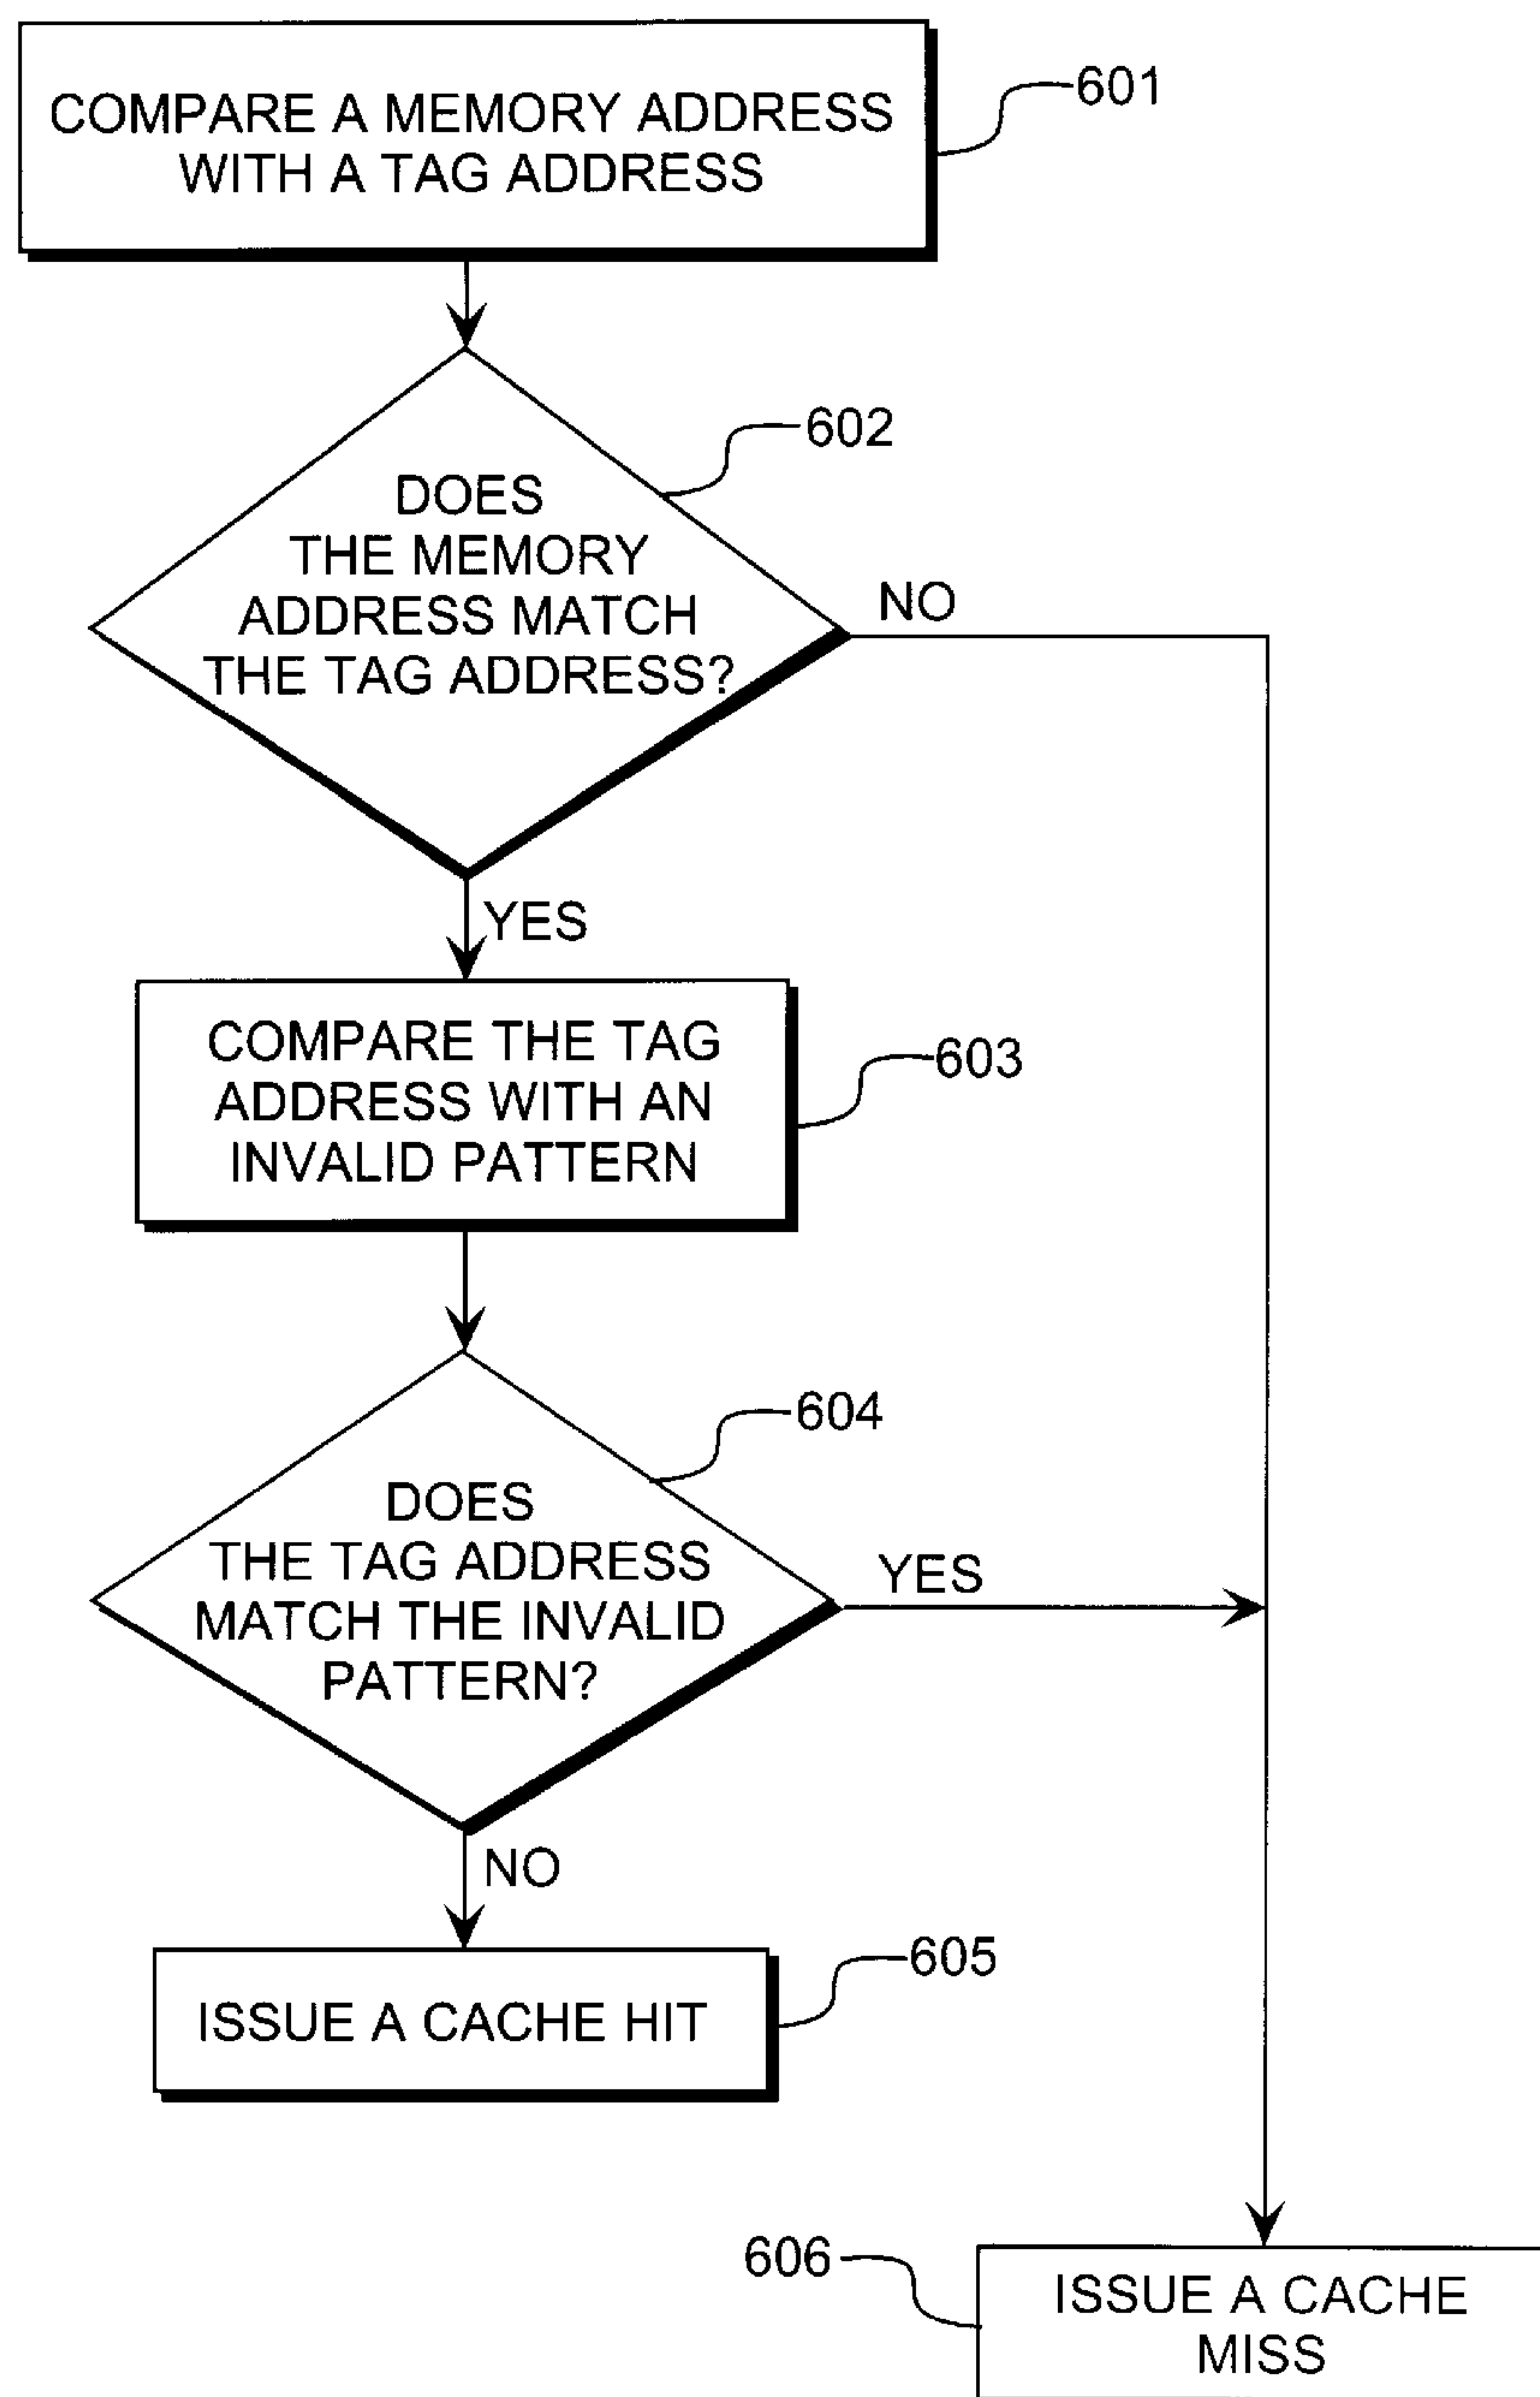 COMPARE A MEMORY ADDRESS
WITH A TAG ADDRESS
601
602
DOES
THE MEMORY
ADDRESS MATCH
THE TAG ADDRESS?
NO
YES
COMPARE THE TAG
ADDRESS WITH AN
INVALID PATTERN
603
604
DOES
THE TAG ADDRESS
MATCH THE INVALID
PATTERN?
YES
NO
605
ISSUE A CACHE HIT
606
ISSUE A CACHE
MISS